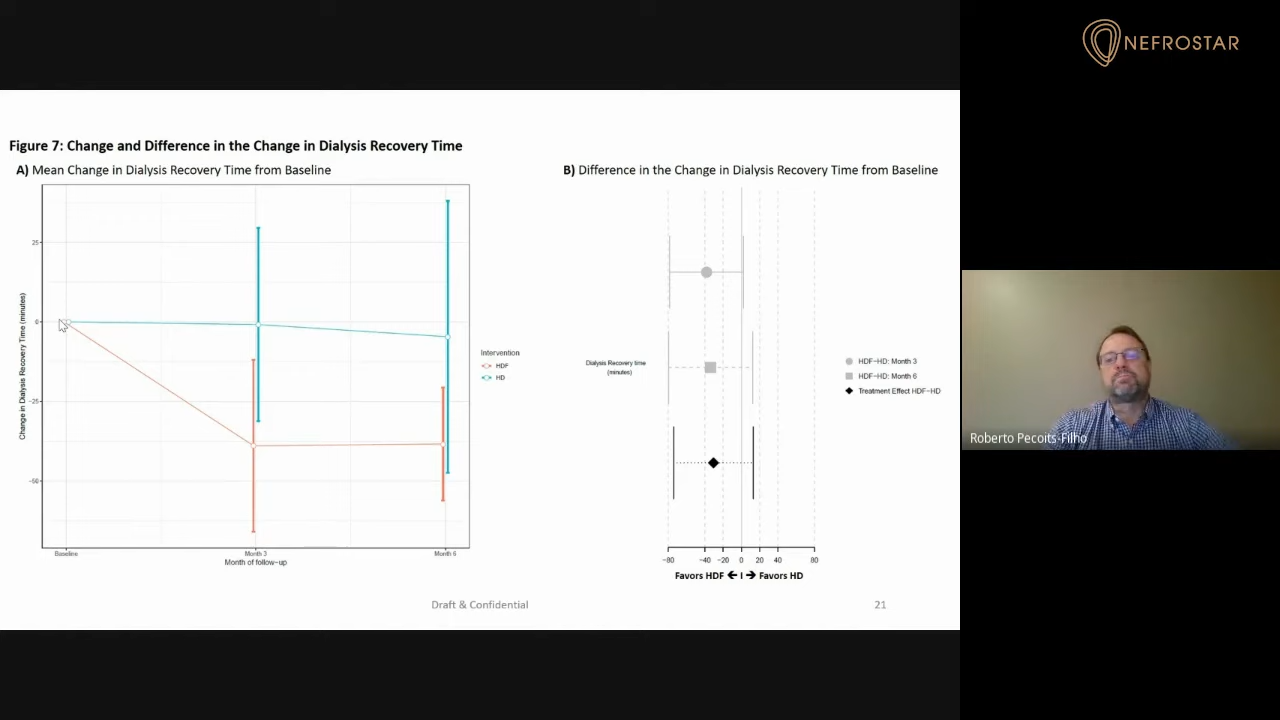 NEFROSTAR
Figure 7: Change and Difference in the Change in Dialysis Recovery Time
A) Mean Change in Dialysis Recovery Time from Baseline
B) Difference in the Change in Dialysis Recovery Time from Baseline
Change in Dialysis Recovery Time (minutes)
25
0
−25
−50
Baseline
Month 3
Month 6
Month of follow−up
Intervention
HDF
HD
Dialysis Recovery time
(minutes)
−80
−40
−20
0
20
40
80
Favors HDF ← I → Favors HD
HDF−HD: Month 3
HDF−HD: Month 6
Treatment Effect HDF−HD
Roberto Pecoits-Filho
Draft & Confidential
21